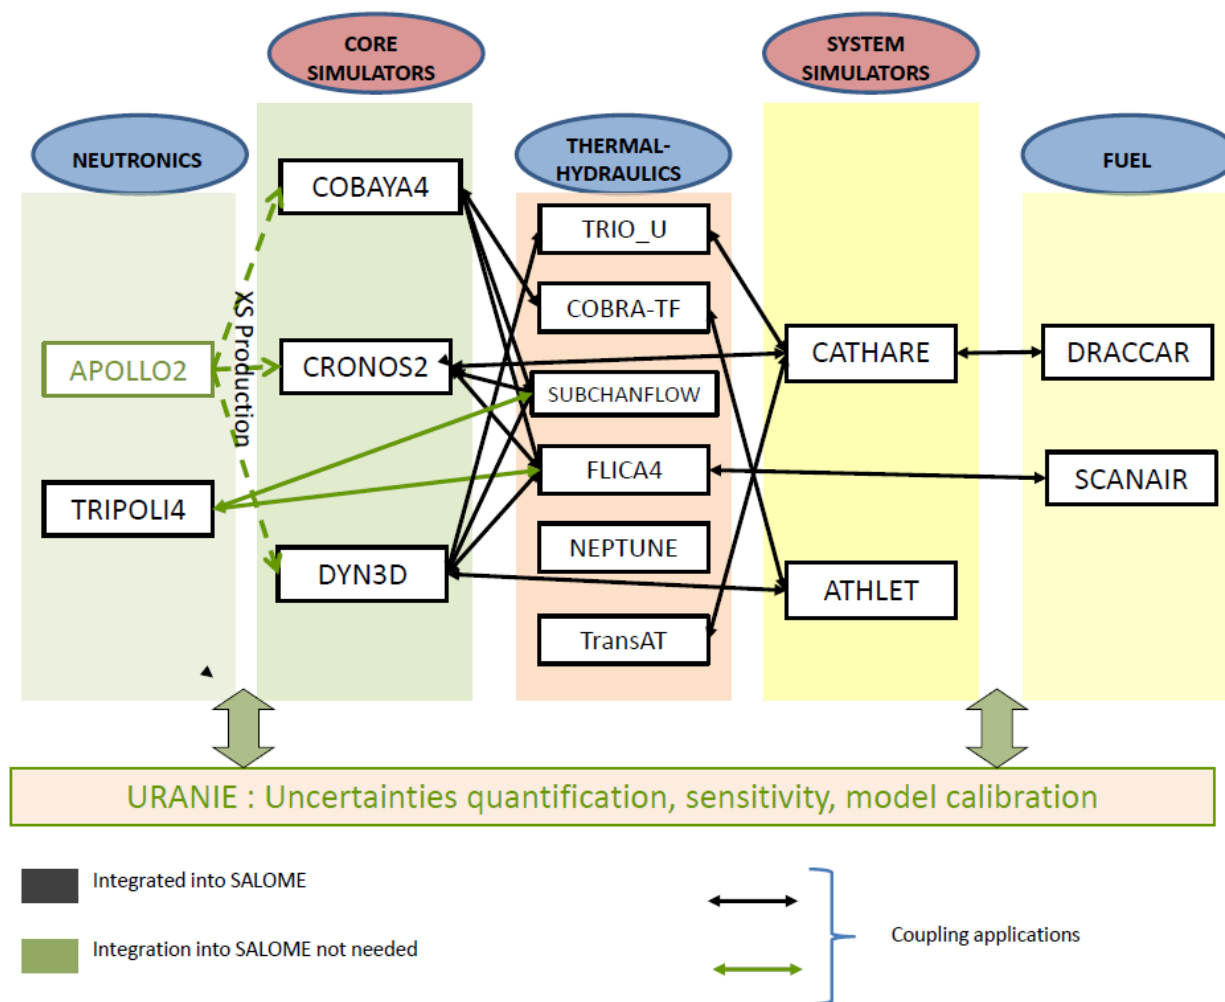 CORE
SIMULATORS
SYSTEM
SIMULATORS
NEUTRONICS
THERMAL-
HYDRAULICS
FUEL
COBAYA4
TRIO_U
COBRA-TF
XS Production
APOLLO2
CRONOS2
CATHARE
DRACCAR
SUBCHANFLOW
FLICA4
SCANAIR
TRIPOLI4
NEPTUNE
DYN3D
ATHLET
TransAT
URANIE : Uncertainties quantification, sensitivity, model calibration
Integrated into SALOME
Integration into SALOME not needed
Coupling applications